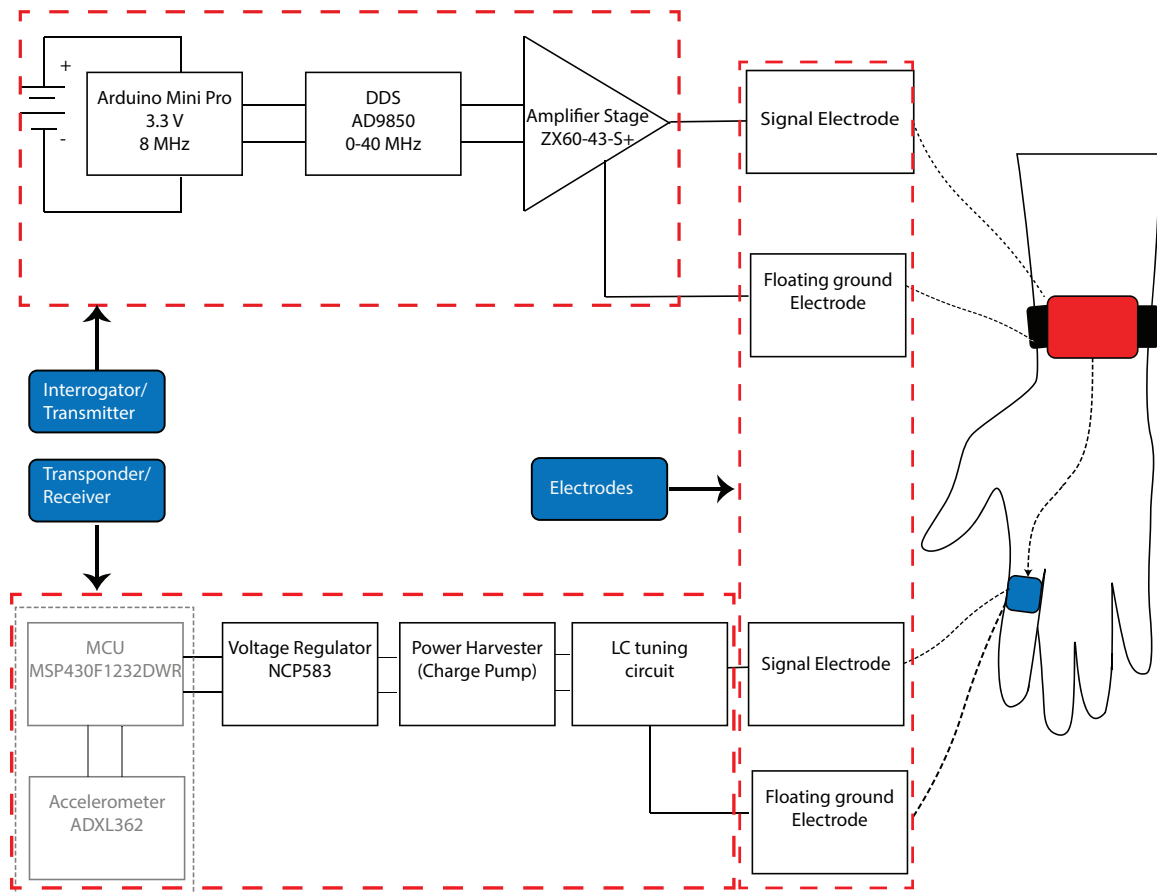 +
-
Arduino Mini Pro
3.3 V
8 MHz
DDS
AD9850
0-40 MHz
Amplifier Stage
ZX60-43-S+
Signal Electrode
Floating ground
Electrode
Interrogator/
Transmitter
Transponder/
Receiver
Electrodes
MCU
MSP430F1232DWR
Voltage Regulator
NCP583
Power Harvester
(Charge Pump)
LC tuning
circuit
Signal Electrode
Accelerometer
ADXL362
Floating ground
Electrode